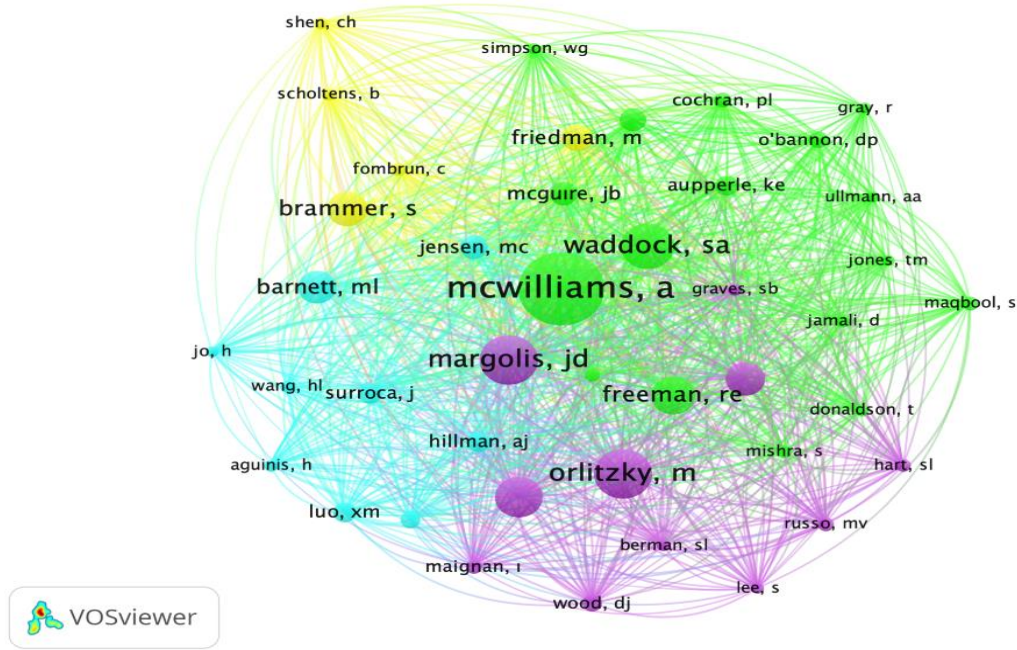 shen, ch
simpson, wg
scholtens, b
cochran, pl
gray, r
friedman, m
o'bannon, dp
fombrun, c
mcguire, jb
aupperle, ke
ullmann, aa
brammer, s
jensen, mc
waddock, sa
jones, tm
barnett, ml
mcwilliams, a
graves, sb
maqbool, s
jamali, d
jo, h
margolis, jd
wang, hl
surroca, j
freeman, re
donaldson, t
hillman, aj
mishra, s
aguinis, h
orlitzky, m
hart, sl
luo, xm
russo, mv
berman, sl
maignan, i
lee, s
wood, dj
VOSviewer